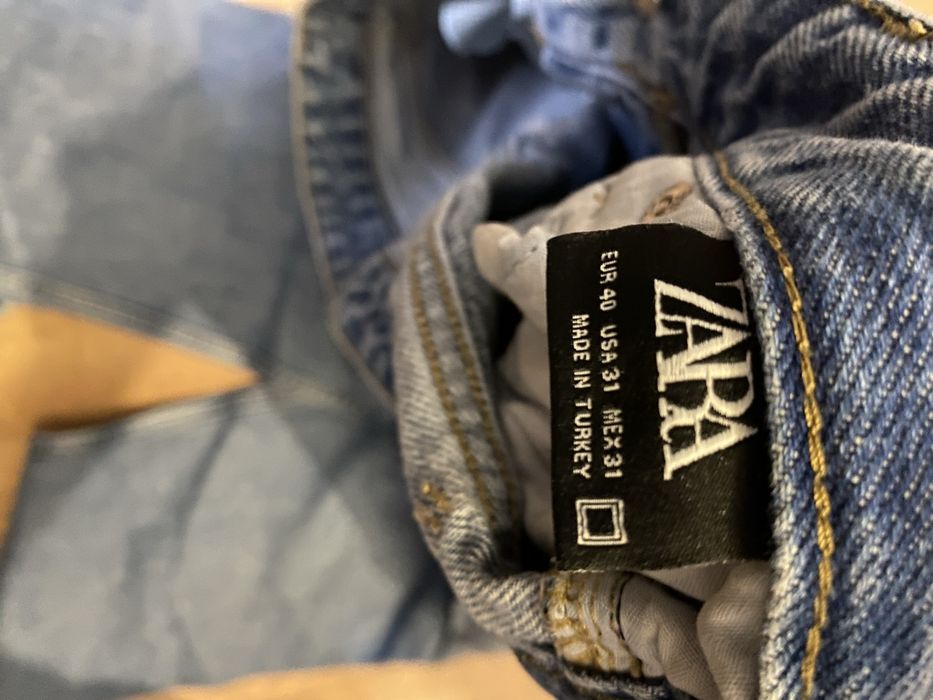 ZARA
EUR 40 USA 31 MEX 31
MADE IN TURKEY